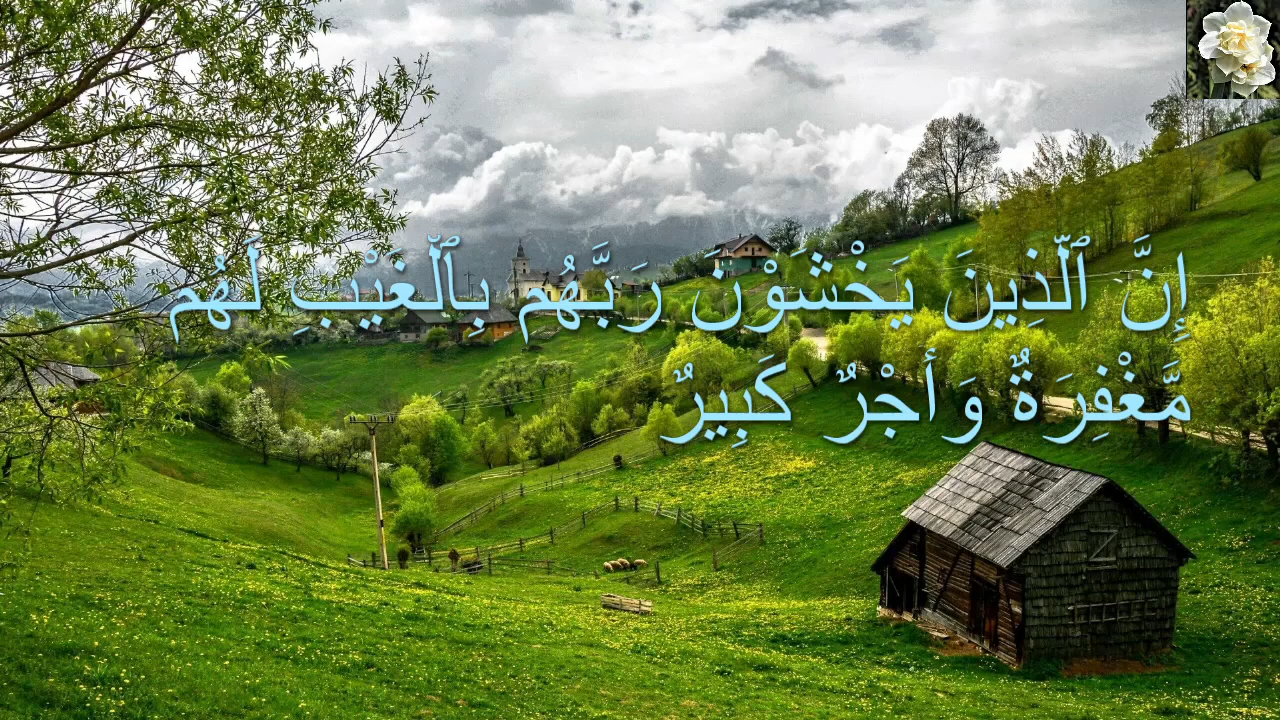 إِنَّ ٱلَّذِينَ يَخْشَوْنَ رَبَّهُم بِٱلْغَيْبِ لَهُم
مَّغْفِرَةٌ وَأَجْرٌ كَبِيرٌ